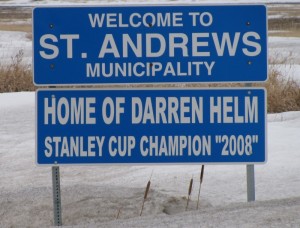 WELCOME TO
ST. ANDREWS
MUNICIPALITY
HOME OF DARREN HELM
STANLEY CUP CHAMPION "2008"